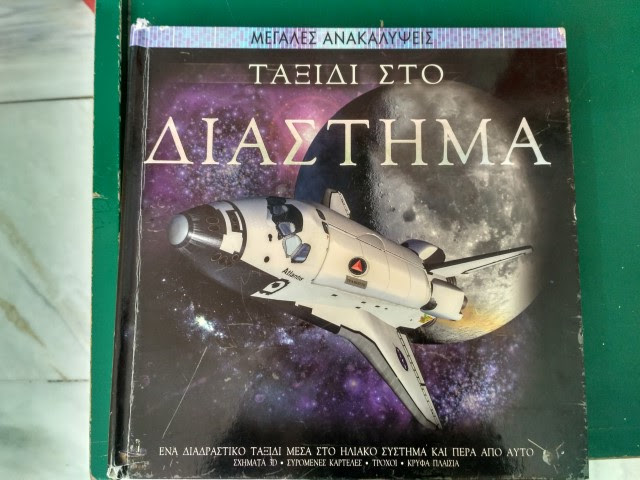 ΜΕΓΑΛΕΣ ΑΝΑΚΑΛΥΨΕΙΣ
ΤΑΞΙΔΙ ΣΤΟ
ΔΙΑΣΤΗΜΑ
Atlantis
ΕΝΑ ΔΙΑΔΡΑΣΤΙΚΟ ΤΑΞΙΔΙ ΜΕΣΑ ΣΤΟ ΗΛΙΑΚΟ ΣΥΣΤΗΜΑ ΚΑΙ ΠΕΡΑ ΑΠΟ ΑΥΤΟ
ΣΧΗΜΑΤΑ 3D • ΣΥΡΟΜΕΝΕΣ ΚΑΡΤΕΛΕΣ • ΤΡΟΧΟΙ • ΚΡΥΦΑ ΠΛΑΙΣΙΑ